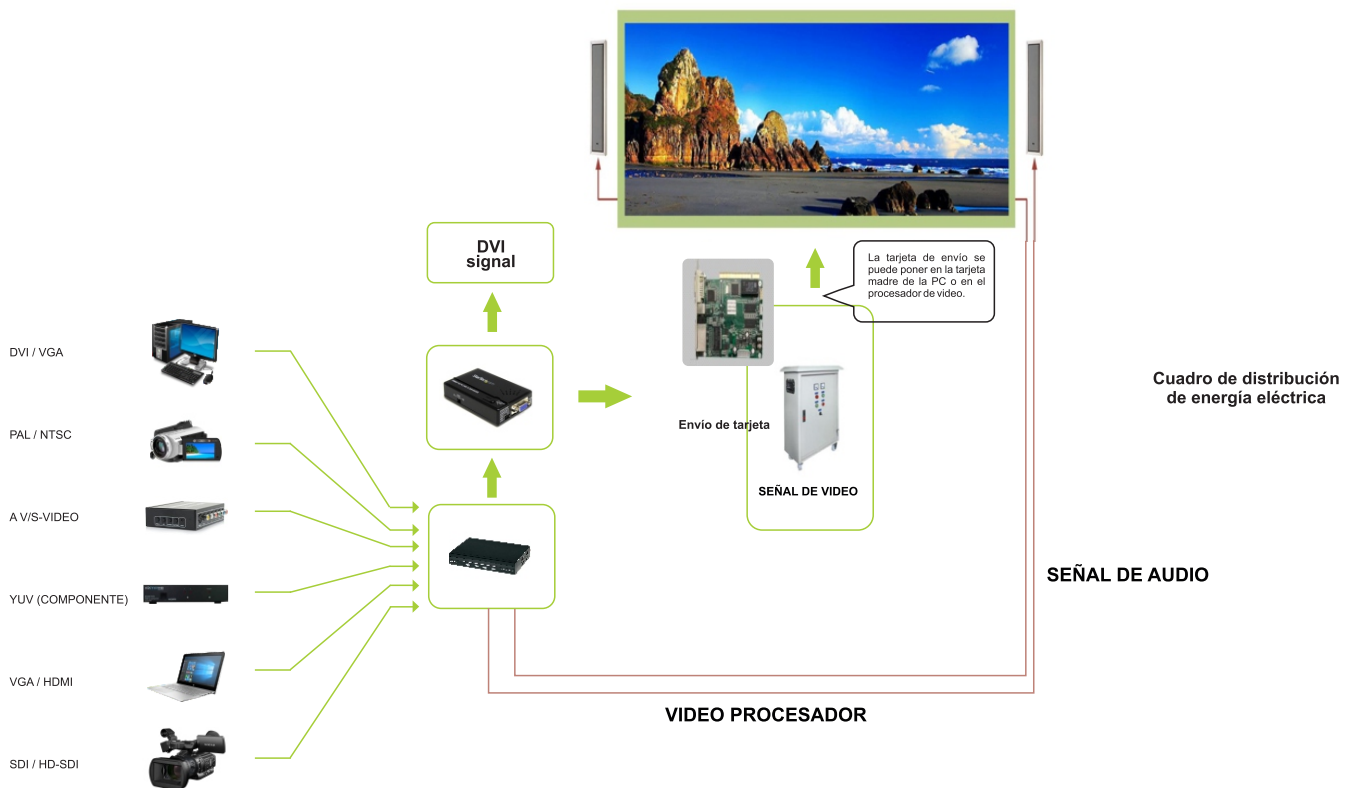 DVI
signal
La tarjeta de envío se
puede poner en la tarjeta
madre de la PC o en el
procesador de video.
DVI / VGA
PAL / NTSC
A V/S-VIDEO
YUV (COMPONENTE)
VGA / HDMI
SDI / HD-SDI
Envío de tarjeta
SEÑAL DE VIDEO
Cuadro de distribución
de energía eléctrica
SEÑAL DE AUDIO
VIDEO PROCESADOR